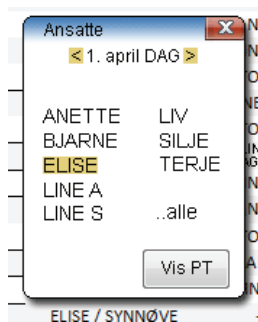 Ansatte
< 1. april DAG >
ANETTE LIV
BJARNE SILJE
ELISE TERJE
LINE A
LINE S ..alle
Vis PT
ELISE / SYNNØVE